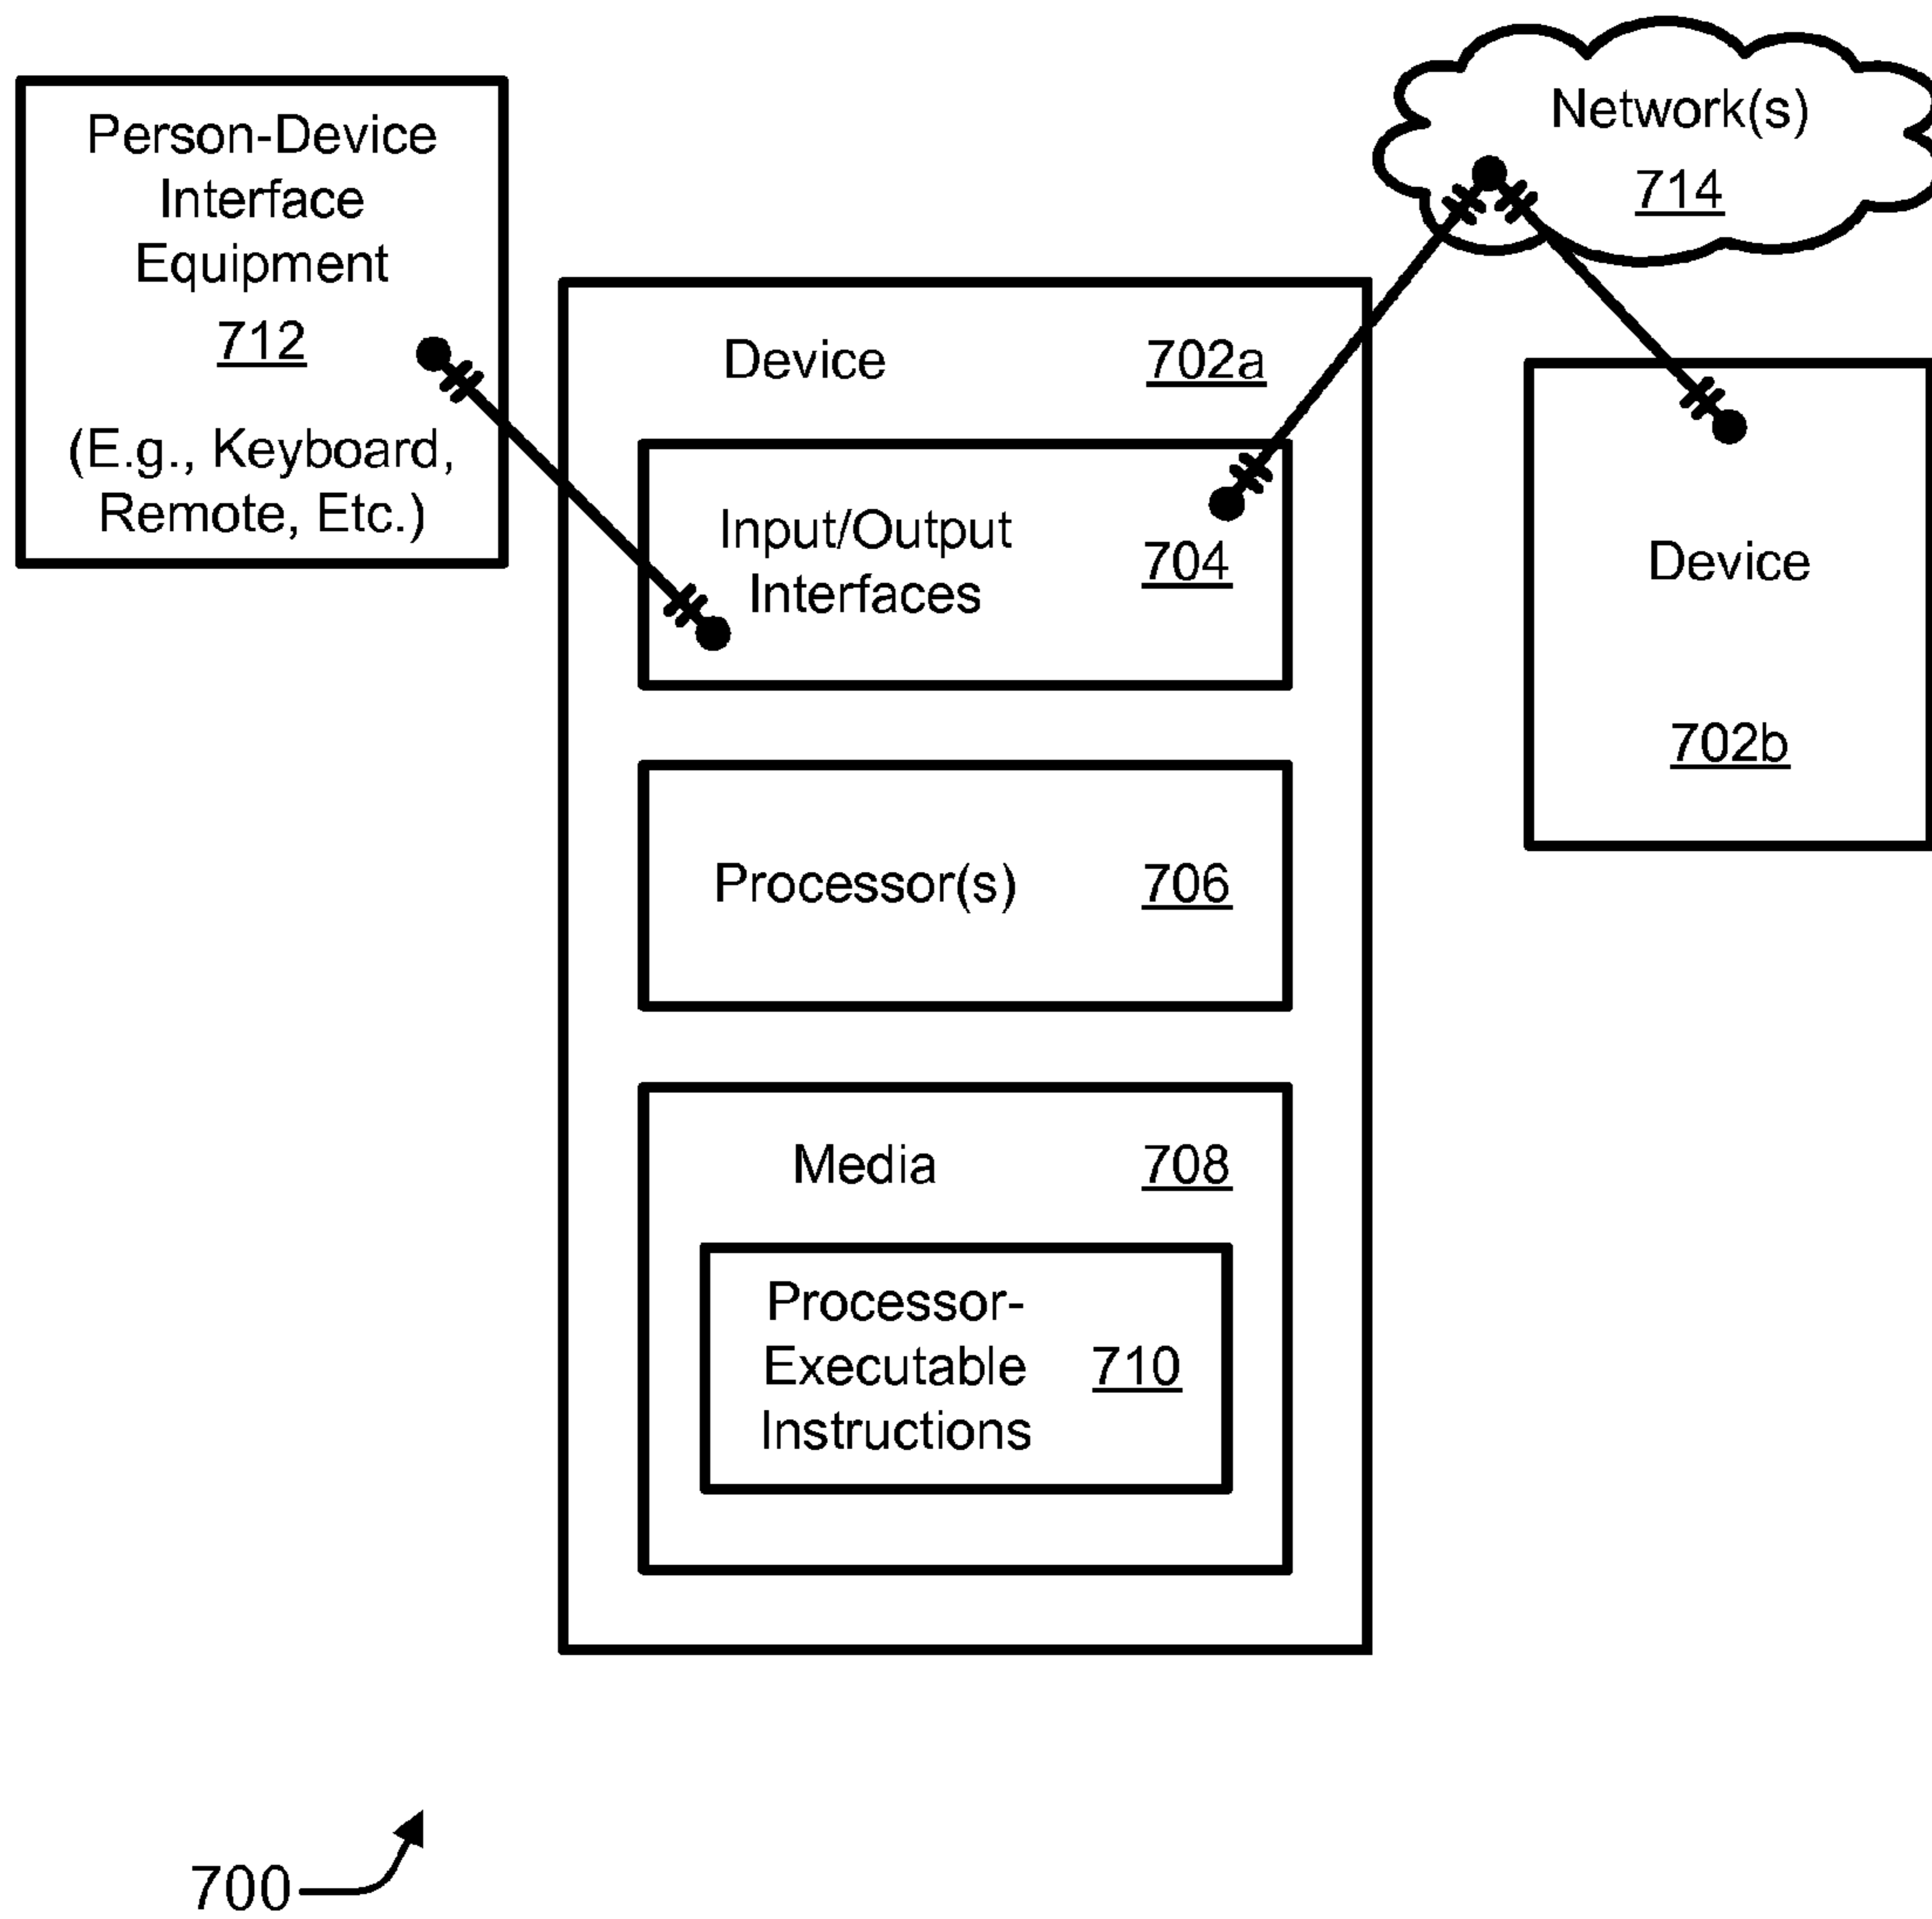 Person-Device
Interface
Equipment
712
(E.g., Keyboard,
Remote, Etc.)
Network(s)
714
Device 702a
Input/Output
Interfaces
704
Device
702b
Processor(s) 706
Media 708
Processor-
Executable
Instructions
710
700